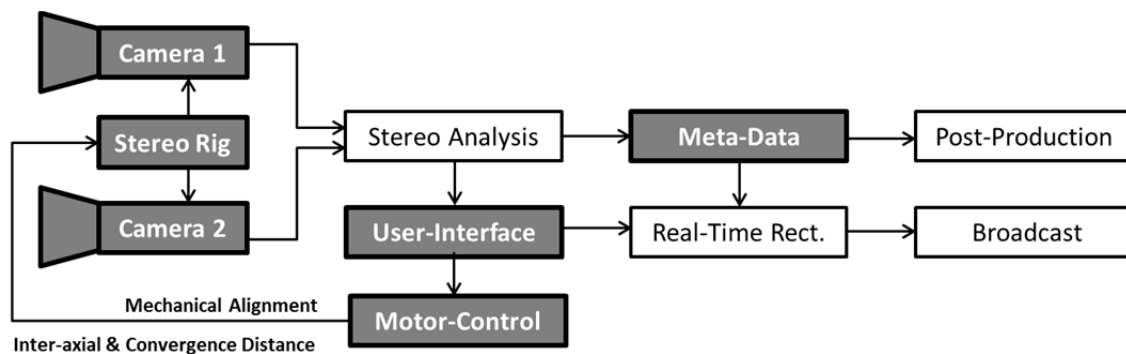 Camera 1
Stereo Rig
Camera 2
Stereo Analysis
Meta-Data
Post-Production
User-Interface
Real-Time Rect.
Broadcast
Motor-Control
Mechanical Alignment
Inter-axial & Convergence Distance